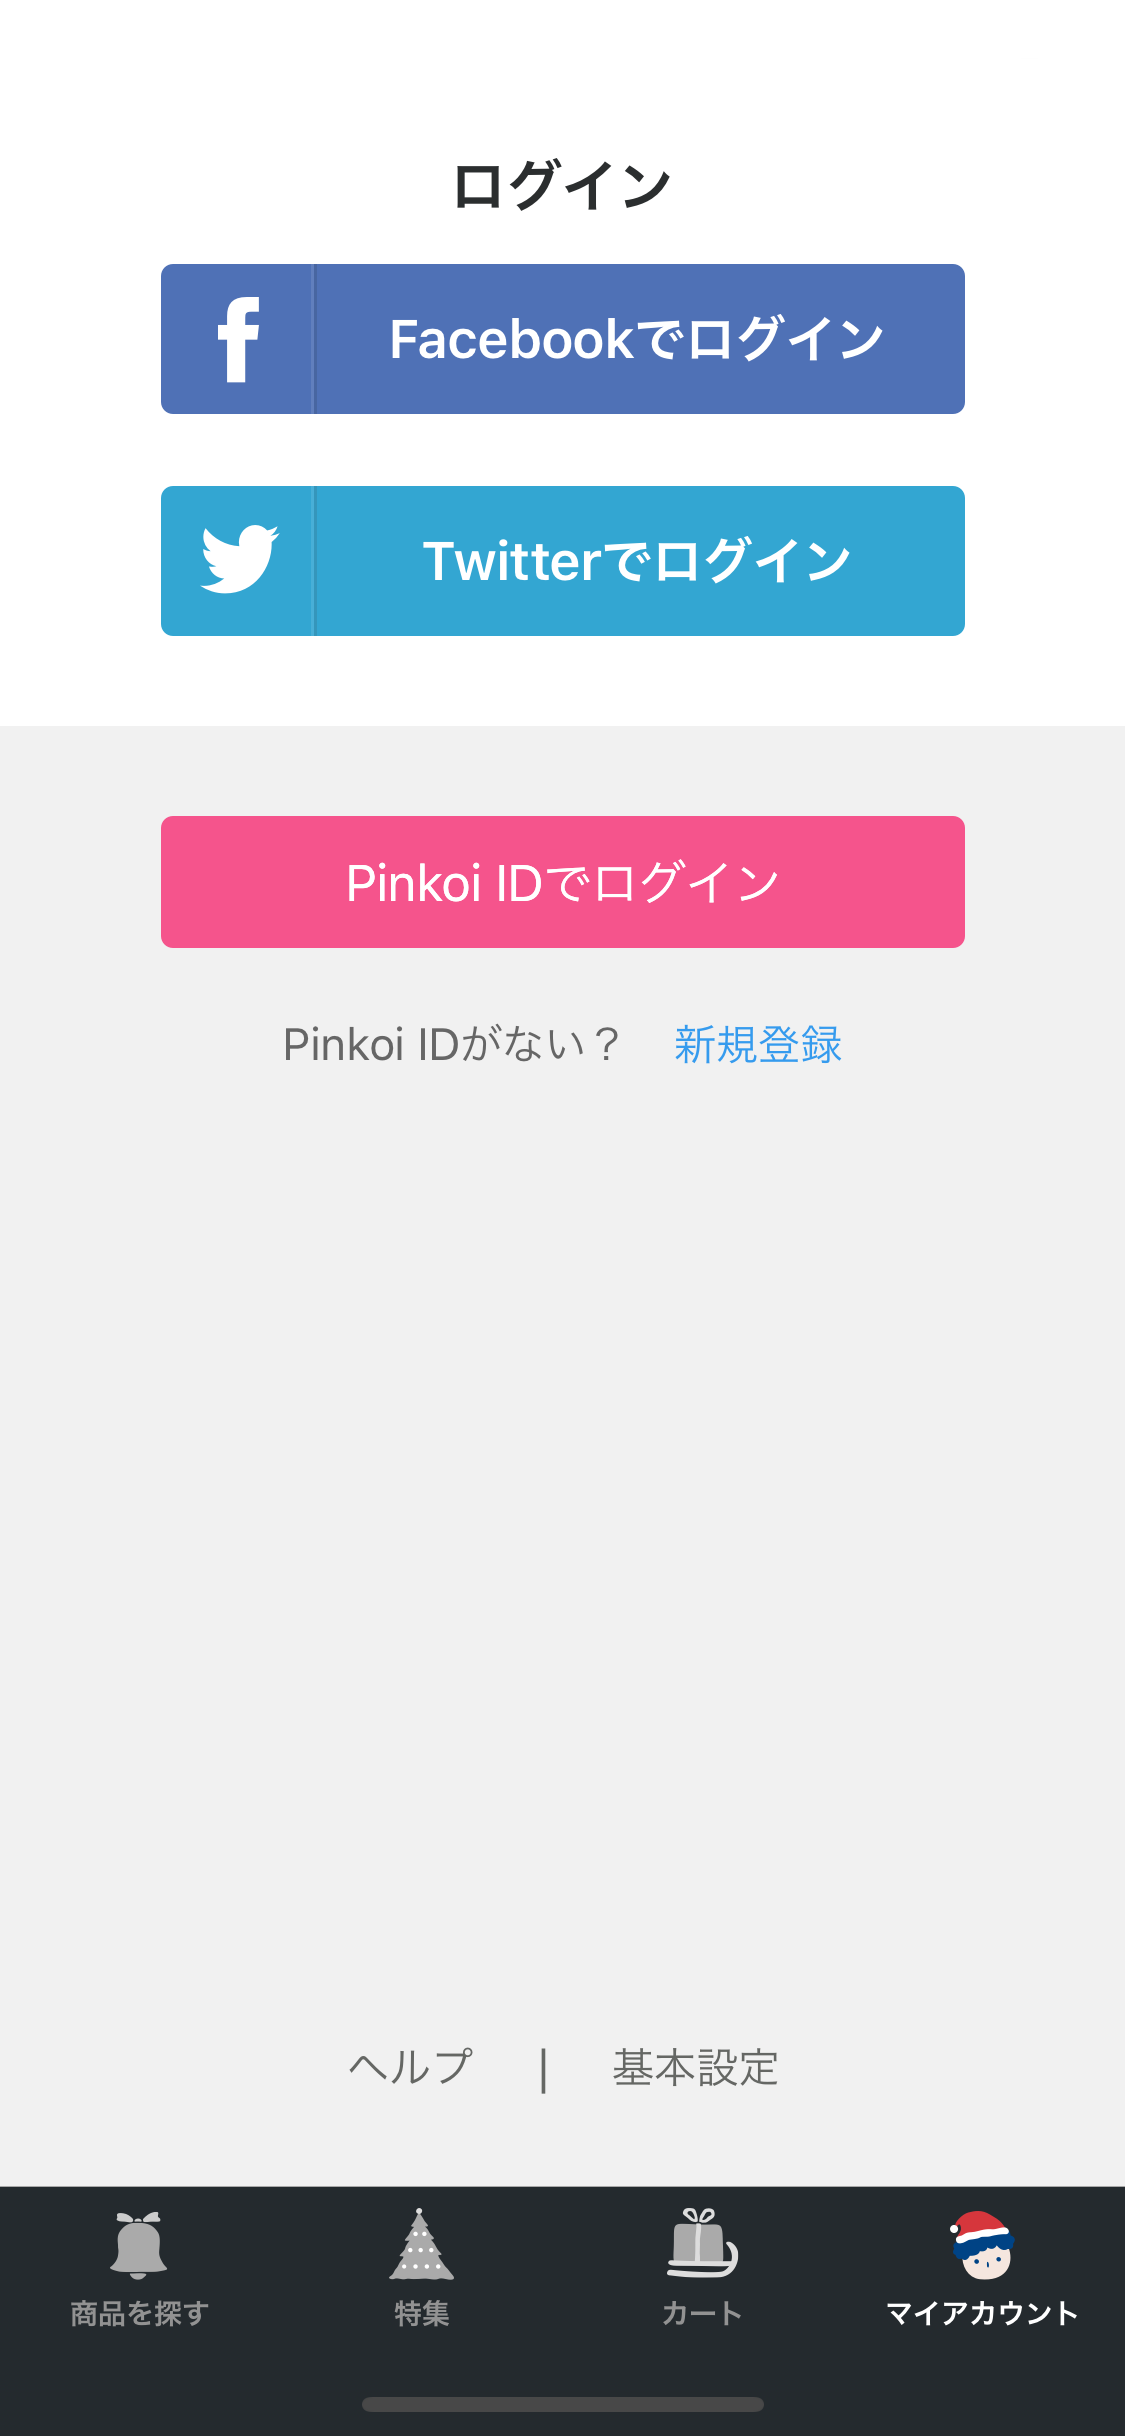 ログイン
Facebookでログイン
Twitterでログイン
Pinkoi IDでログイン
Pinkoi IDがない？ 新規登録
ヘルプ | 基本設定
商品を探す 特集 カート マイアカウント